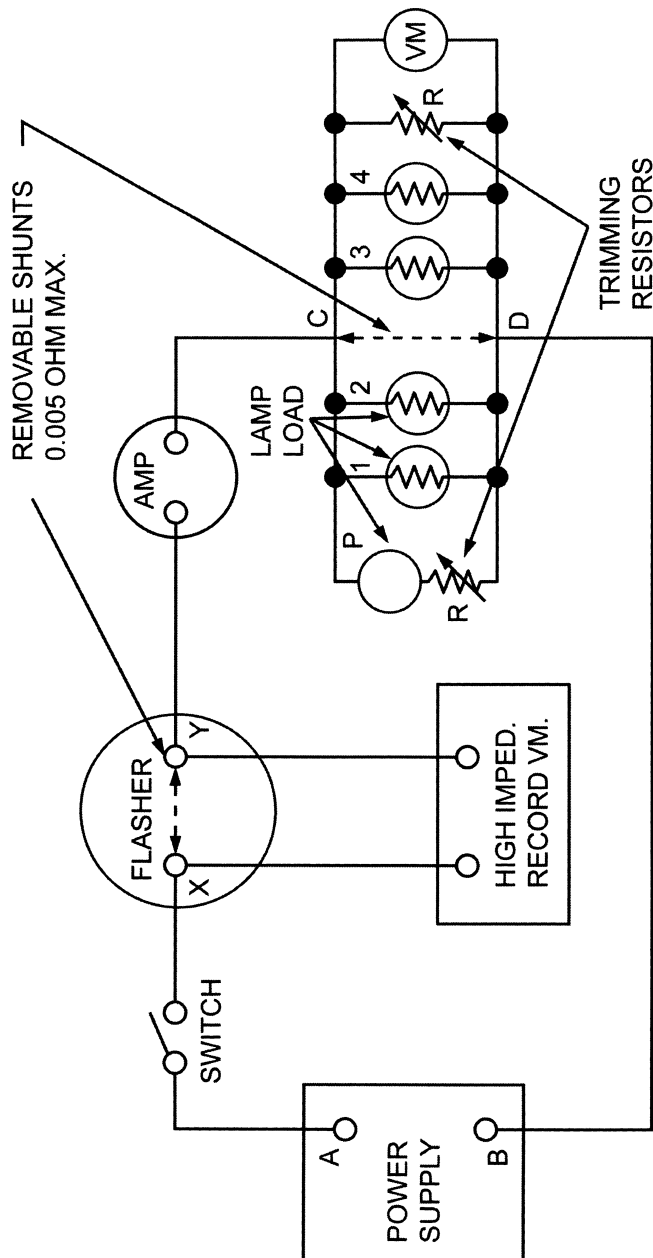 REMOVABLE SHUNTS
0.005 OHM MAX.
FLASHER
X
Y
AMP
SWITCH
HIGH IMPED.
RECORD VM.
POWER
SUPPLY
A
B
LAMP
LOAD
C
D
P
R
1
2
3
4
R
VM
TRIMMING
RESISTORS